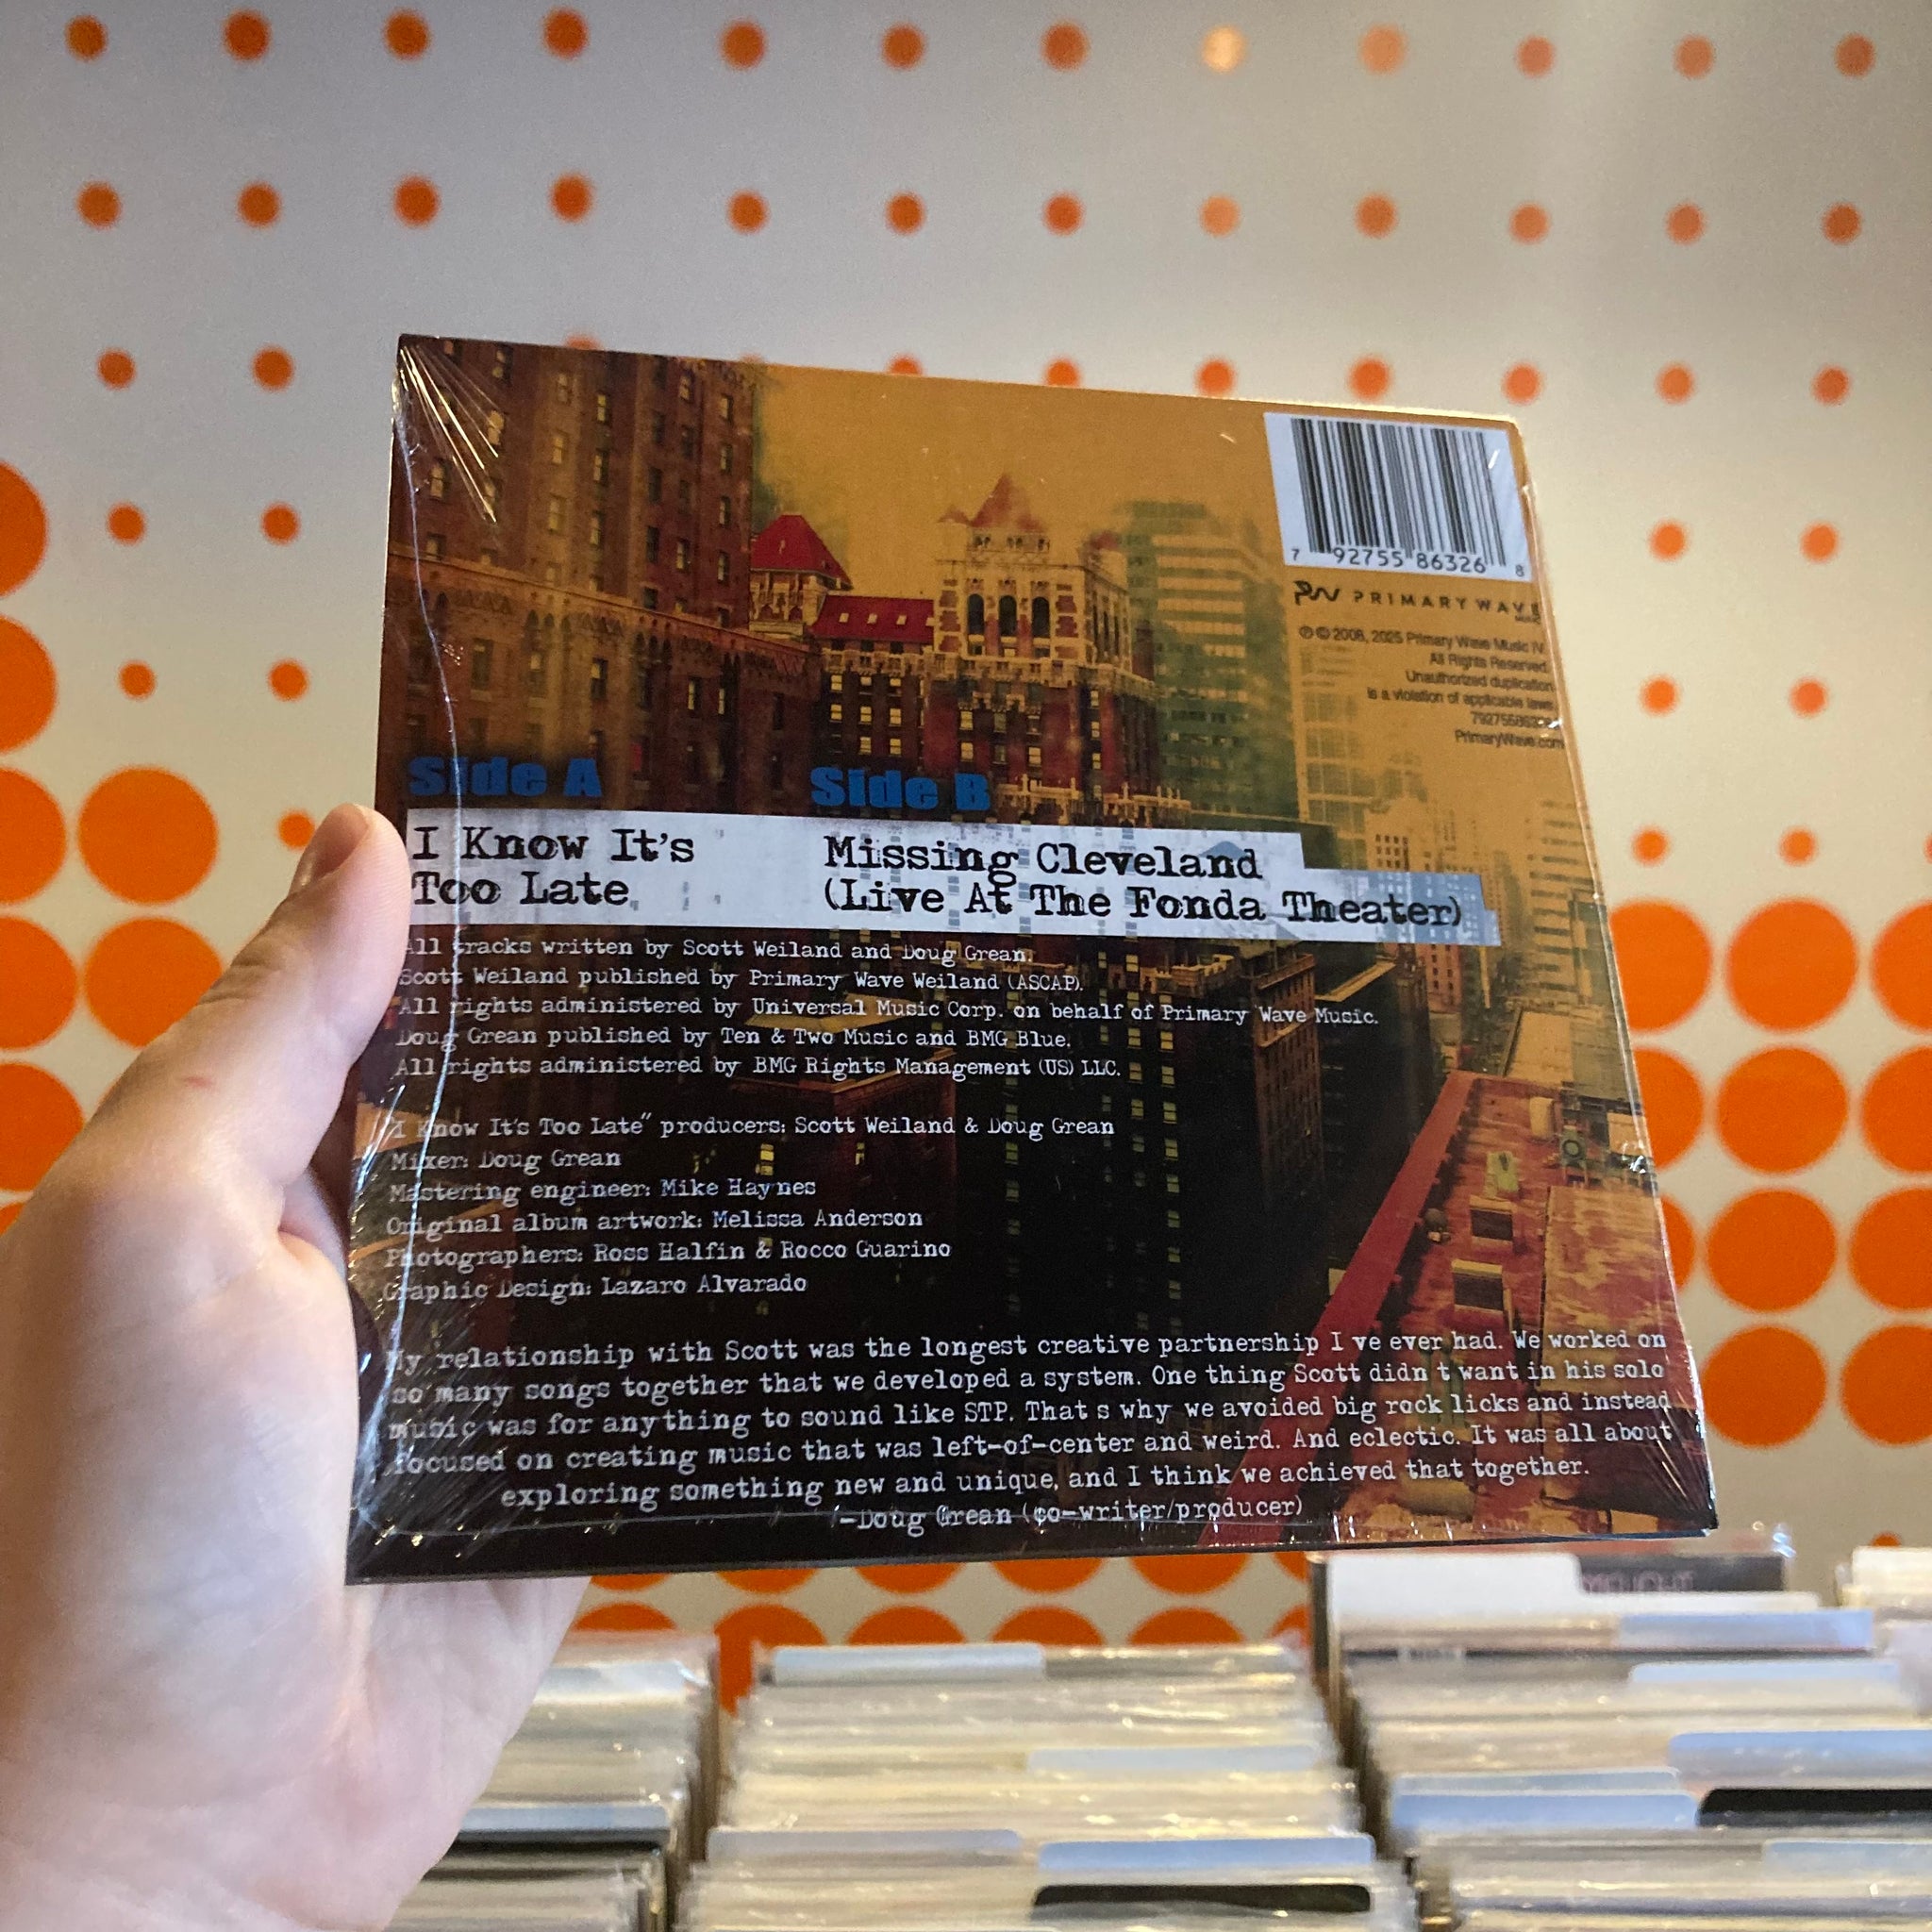 7 92755 86326 8
PW PRIMARY WAVE
℗ © 2008, 2025 Primary Wave Music IV.
All Rights Reserved.
Unauthorized duplication
is a violation of applicable laws.
PrimaryWave.com
Side A
I Know It's
Too Late
Side B
Missing Cleveland
(Live At The Fonda Theater)
All tracks written by Scott Weiland and Doug Grean.
Scott Weiland published by Primary Wave Weiland (ASCAP).
All rights administered by Universal Music Corp. on behalf of Primary Wave Music.
Doug Grean published by Ten & Two Music and BMG Blue.
All rights administered by BMG Rights Management (US) LLC.
"I Know It's Too Late" producers: Scott Weiland & Doug Grean
Mixer: Doug Grean
Mastering engineer: Mike Haynes
Original album artwork: Melissa Anderson
Photographers: Ross Halfin & Rocco Guarino
Graphic Design: Lazaro Alvarado
My relationship with Scott was the longest creative partnership I ve ever had. We worked on
so many songs together that we developed a system. One thing Scott didn t want in his solo
music was for anything to sound like STP. That s why we avoided big rock licks and instead
focused on creating music that was left-of-center and weird. And eclectic. It was all about
exploring something new and unique, and I think we achieved that together.
-Doug Grean (co-writer/producer)